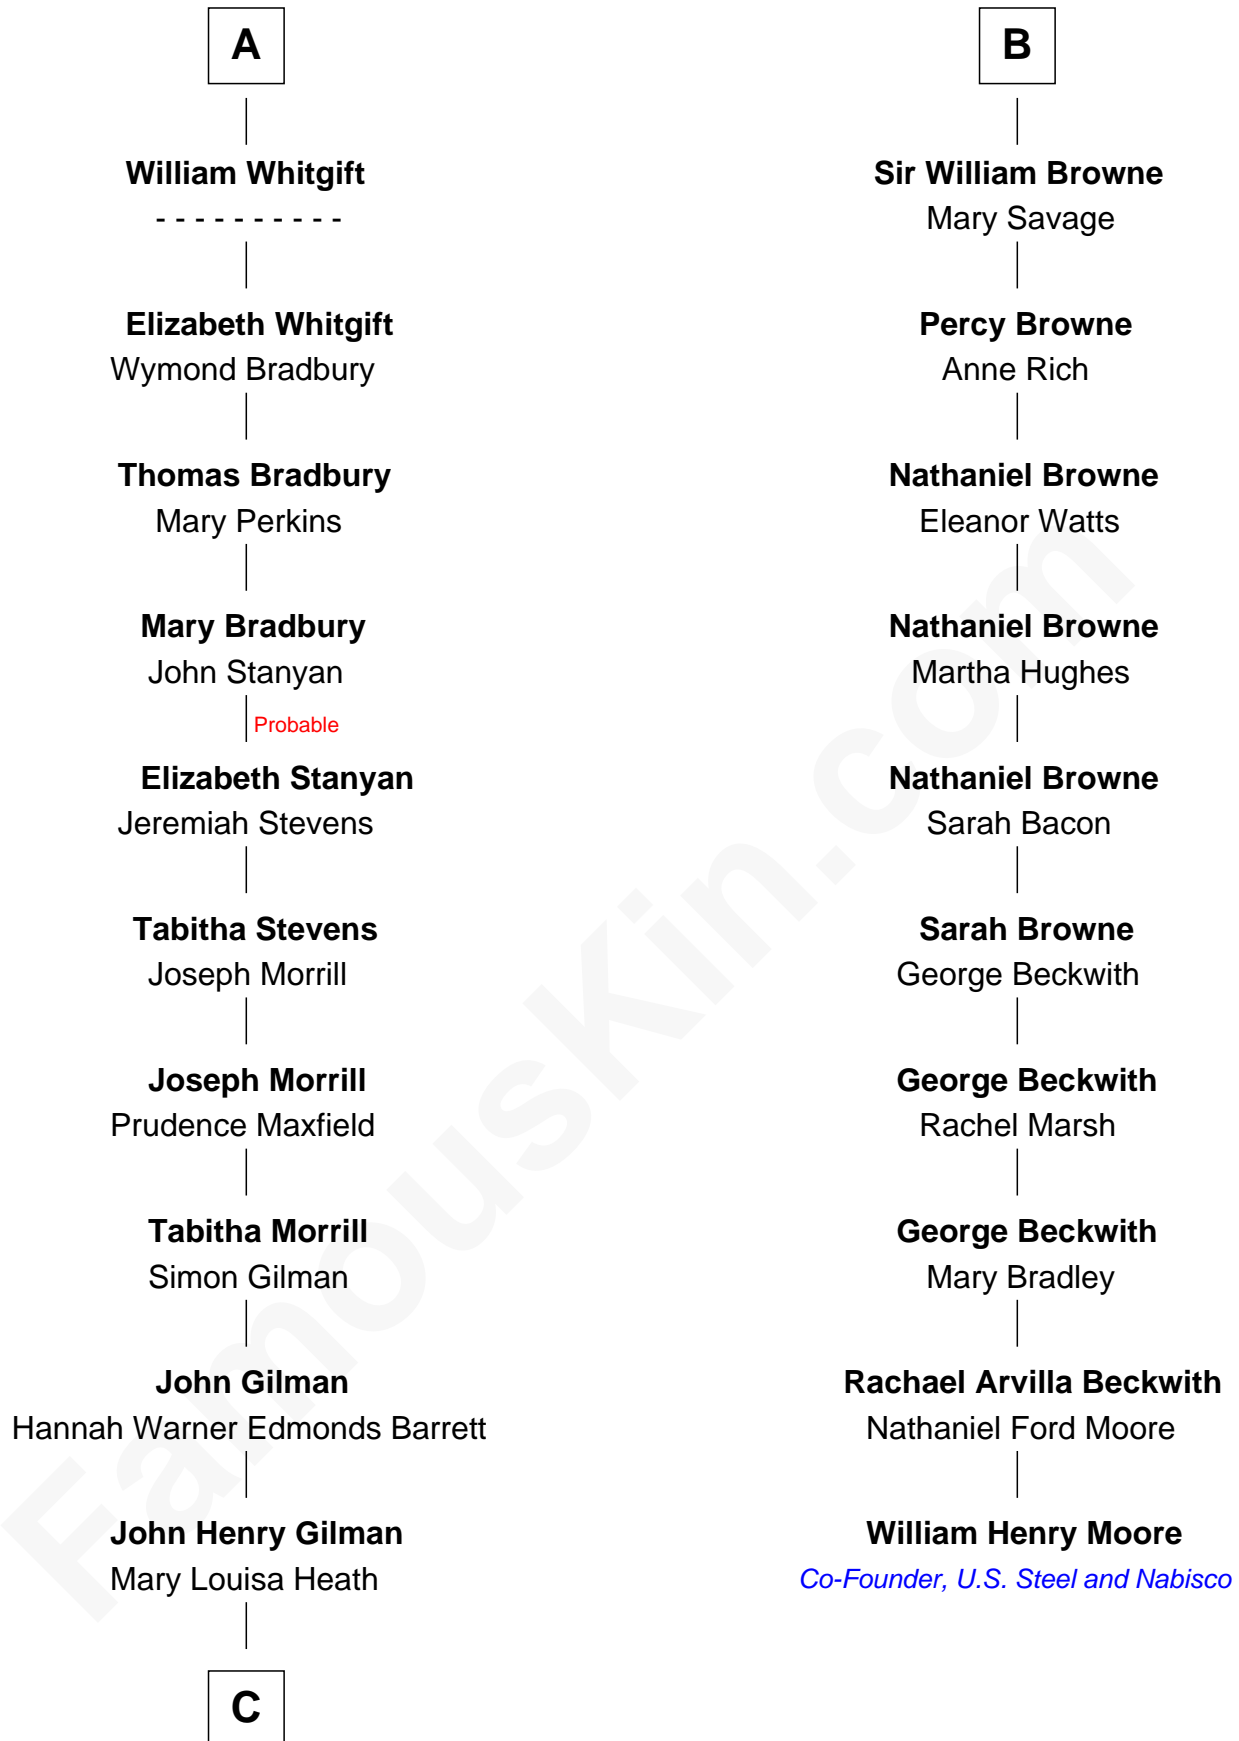 A
William Whitgift
- - - - - - - - - -
Elizabeth Whitgift
Wymond Bradbury
Thomas Bradbury
Mary Perkins
Mary Bradbury
John Stanyan
Probable
Elizabeth Stanyan
Jeremiah Stevens
Tabitha Stevens
Joseph Morrill
Joseph Morrill
Prudence Maxfield
Tabitha Morrill
Simon Gilman
John Gilman
Hannah Warner Edmonds Barrett
John Henry Gilman
Mary Louisa Heath
C
B
Sir William Browne
Mary Savage
Percy Browne
Anne Rich
Nathaniel Browne
Eleanor Watts
Nathaniel Browne
Martha Hughes
Nathaniel Browne
Sarah Bacon
Sarah Browne
George Beckwith
George Beckwith
Rachel Marsh
George Beckwith
Mary Bradley
Rachael Arvilla Beckwith
Nathaniel Ford Moore
William Henry Moore
Co-Founder, U.S. Steel and Nabisco
FamousKin.com